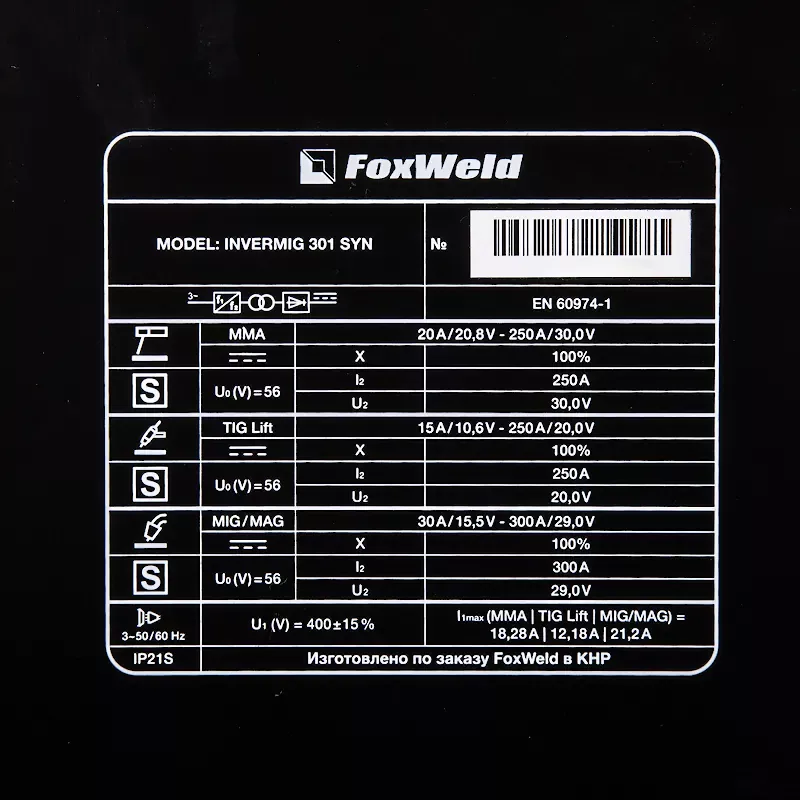 FoxWeld
MODEL: INVERMIG 301 SYN
№
3~ f₁ f₂
EN 60974-1
MMA
20A/20,8V - 250A/30,0V
X
100%
S
U₀(V)=56
I₂
250A
U₂
30,0V
TIG Lift
15A/10,6V - 250A/20,0V
X
100%
S
U₀(V)=56
I₂
250A
U₂
20,0V
MIG/MAG
30A/15,5V - 300A/29,0V
X
100%
S
U₀(V)=56
I₂
300A
U₂
29,0V
3~50/60 Hz
U₁ (V) = 400±15%
I₁max (MMA | TIG Lift | MIG/MAG) =
18,28A | 12,18A | 21,2A
IP21S
Изготовлено по заказу FoxWeld в КНР